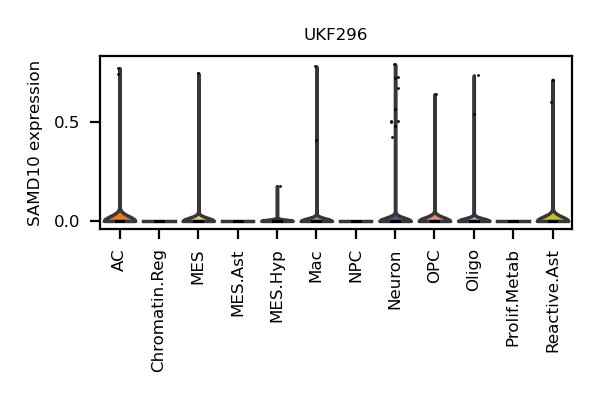 UKF296
SAMD10 expression
0.5
0.0
AC
Chromatin.Reg
MES
MES.Ast
MES.Hyp
Mac
NPC
Neuron
OPC
Oligo
Prolif.Metab
Reactive.Ast